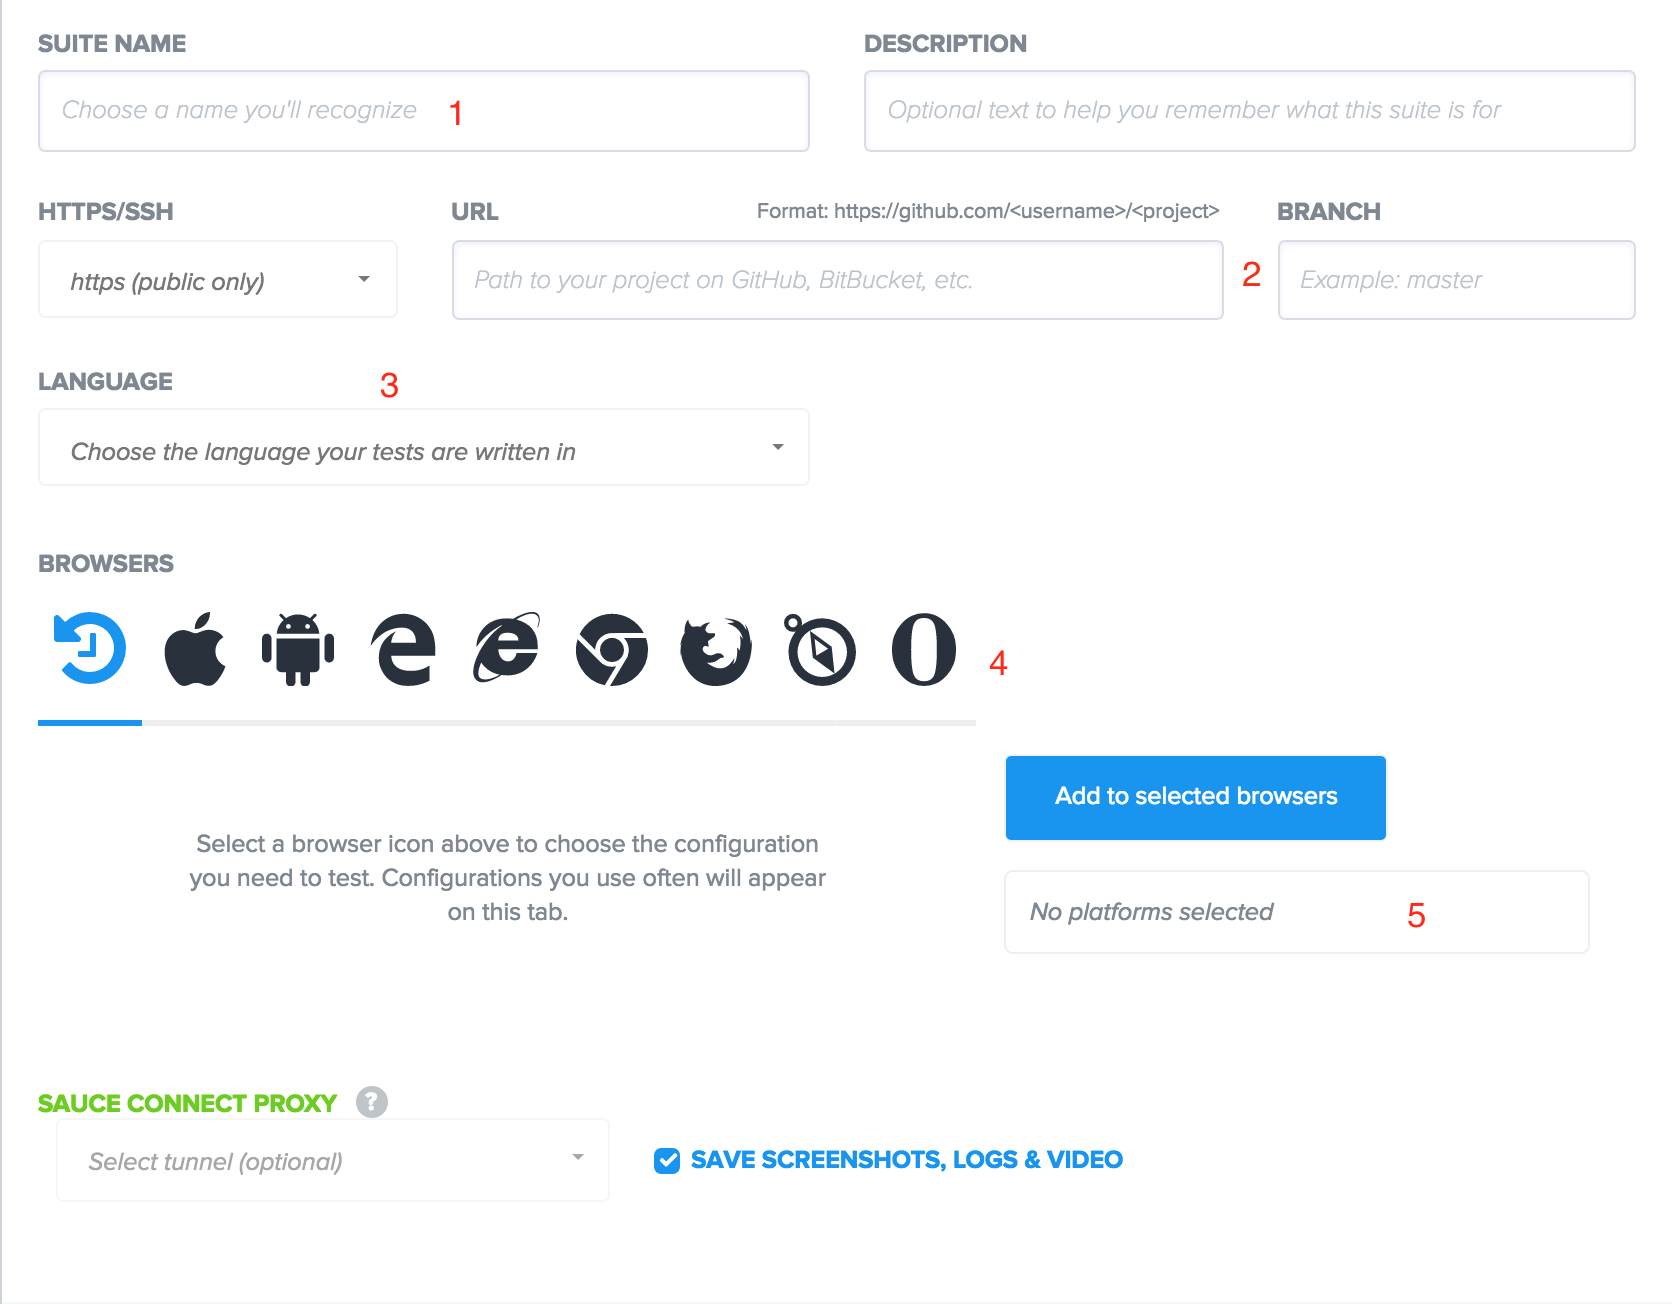 SUITE NAME
DESCRIPTION
Choose a name you'll recognize 1
Optional text to help you remember what this suite is for
HTTPS/SSH
URL
Format: https://github.com/<username>/<project>
BRANCH
https (public only)
Path to your project on GitHub, BitBucket, etc.
2
Example: master
LANGUAGE
3
Choose the language your tests are written in
BROWSERS
4
Add to selected browsers
Select a browser icon above to choose the configuration
you need to test. Configurations you use often will appear
on this tab.
No platforms selected
5
SAUCE CONNECT PROXY ?
Select tunnel (optional)
SAVE SCREENSHOTS, LOGS & VIDEO